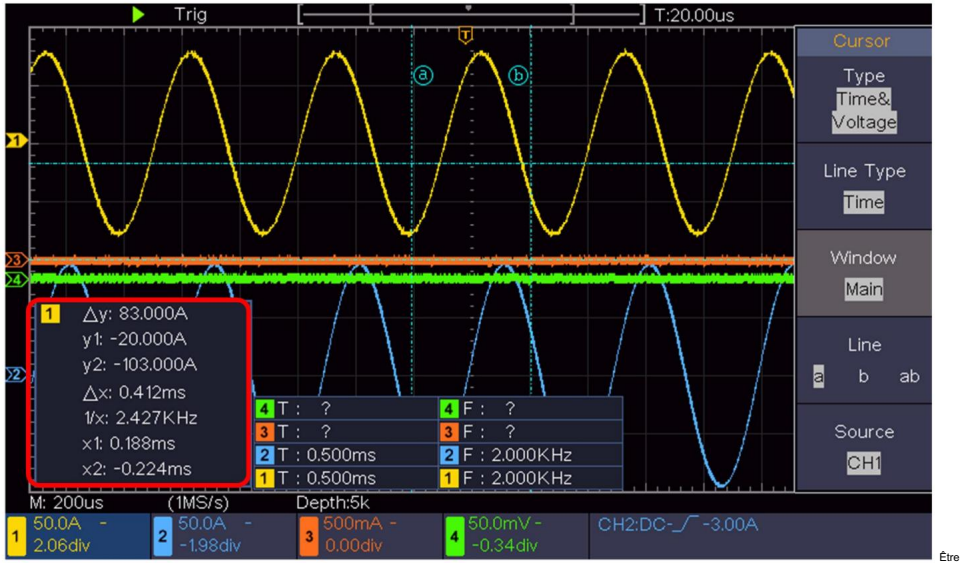 Trig
T:20.00us
T
Cursor
a
b
Type
Time&
Voltage
1
Line Type
Time
3
4
Window
Main
1 △y: 83.000A
y1: -20.000A
y2: -103.000A
△x: 0.412ms
1/x: 2.427KHz
x1: 0.188ms
x2: -0.224ms
2
Line
a b ab
4 T : ? 4 F : ?
3 T : ? 3 F : ?
2 T : 0.500ms 2 F : 2.000KHz
1 T : 0.500ms 1 F : 2.000KHz
Source
CH1
M: 200us (1MS/s) Depth:5k
1 50.0A - 2 50.0A - 3 500mA - 4 50.0mV - CH2:DC-_/‾ -3.00A
2.06div -1.98div 0.00div -0.34div
Être